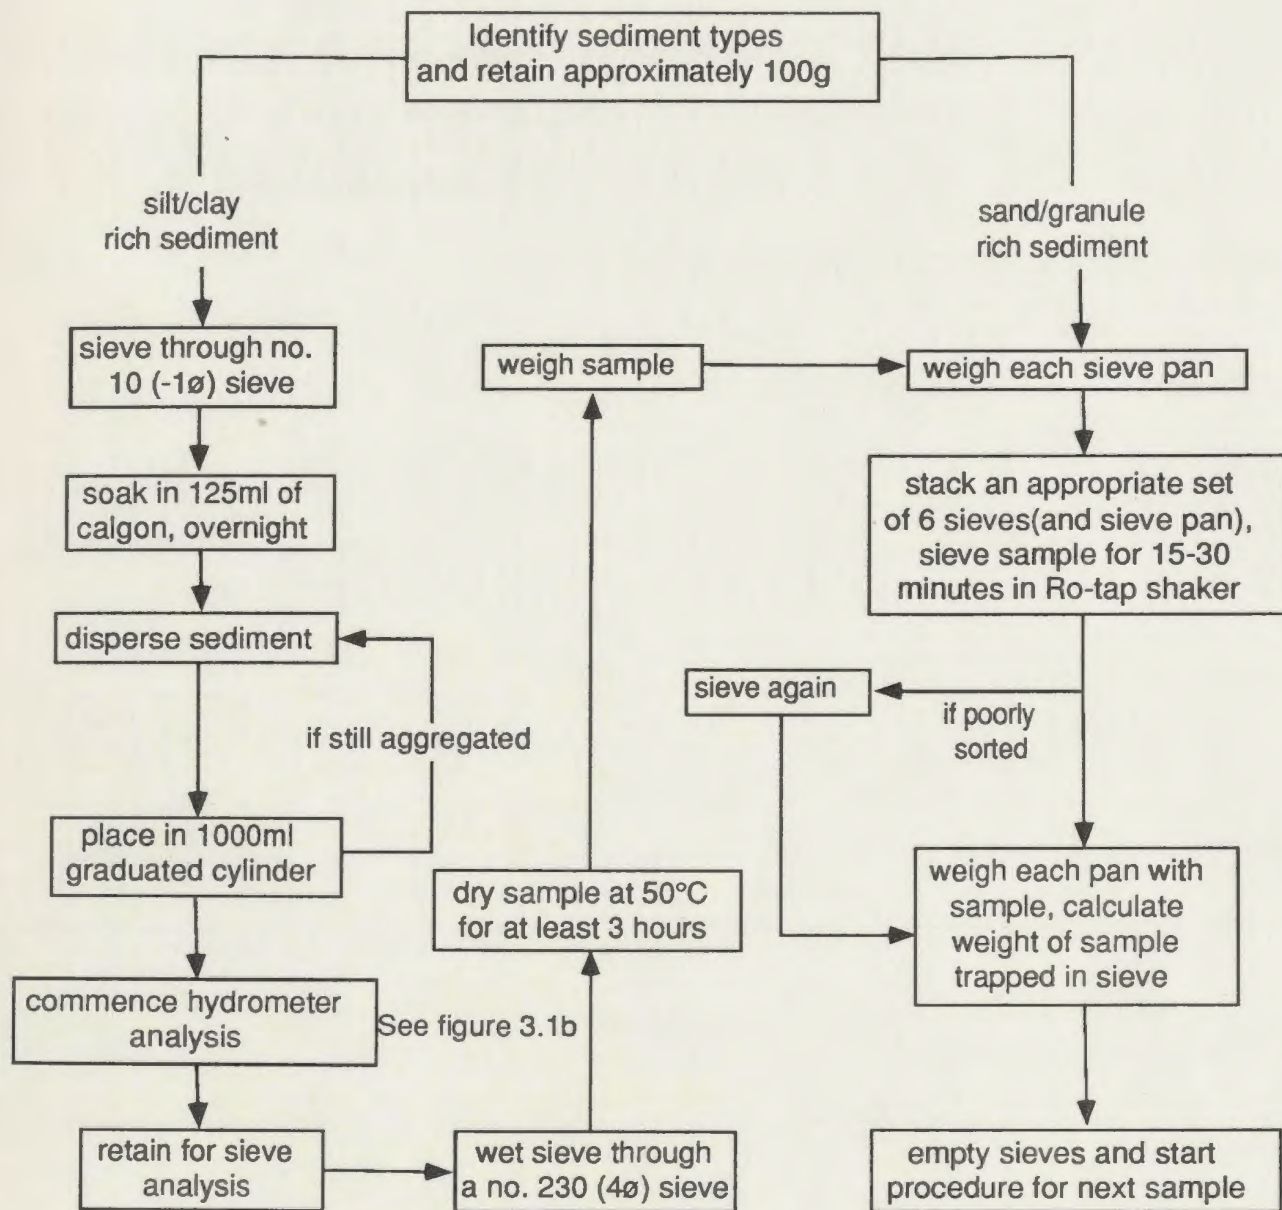 Identify sediment types
and retain approximately 100g
silt/clay
rich sediment
sieve through no.
10 (-1ø) sieve
soak in 125ml of
calgon, overnight
disperse sediment
if still aggregated
place in 1000ml
graduated cylinder
commence hydrometer
analysis
See figure 3.1b
retain for sieve
analysis
wet sieve through
a no. 230 (4ø) sieve
dry sample at 50°C
for at least 3 hours
weigh sample
sand/granule
rich sediment
weigh each sieve pan
stack an appropriate set
of 6 sieves(and sieve pan),
sieve sample for 15-30
minutes in Ro-tap shaker
sieve again
if poorly
sorted
weigh each pan with
sample, calculate
weight of sample
trapped in sieve
empty sieves and start
procedure for next sample